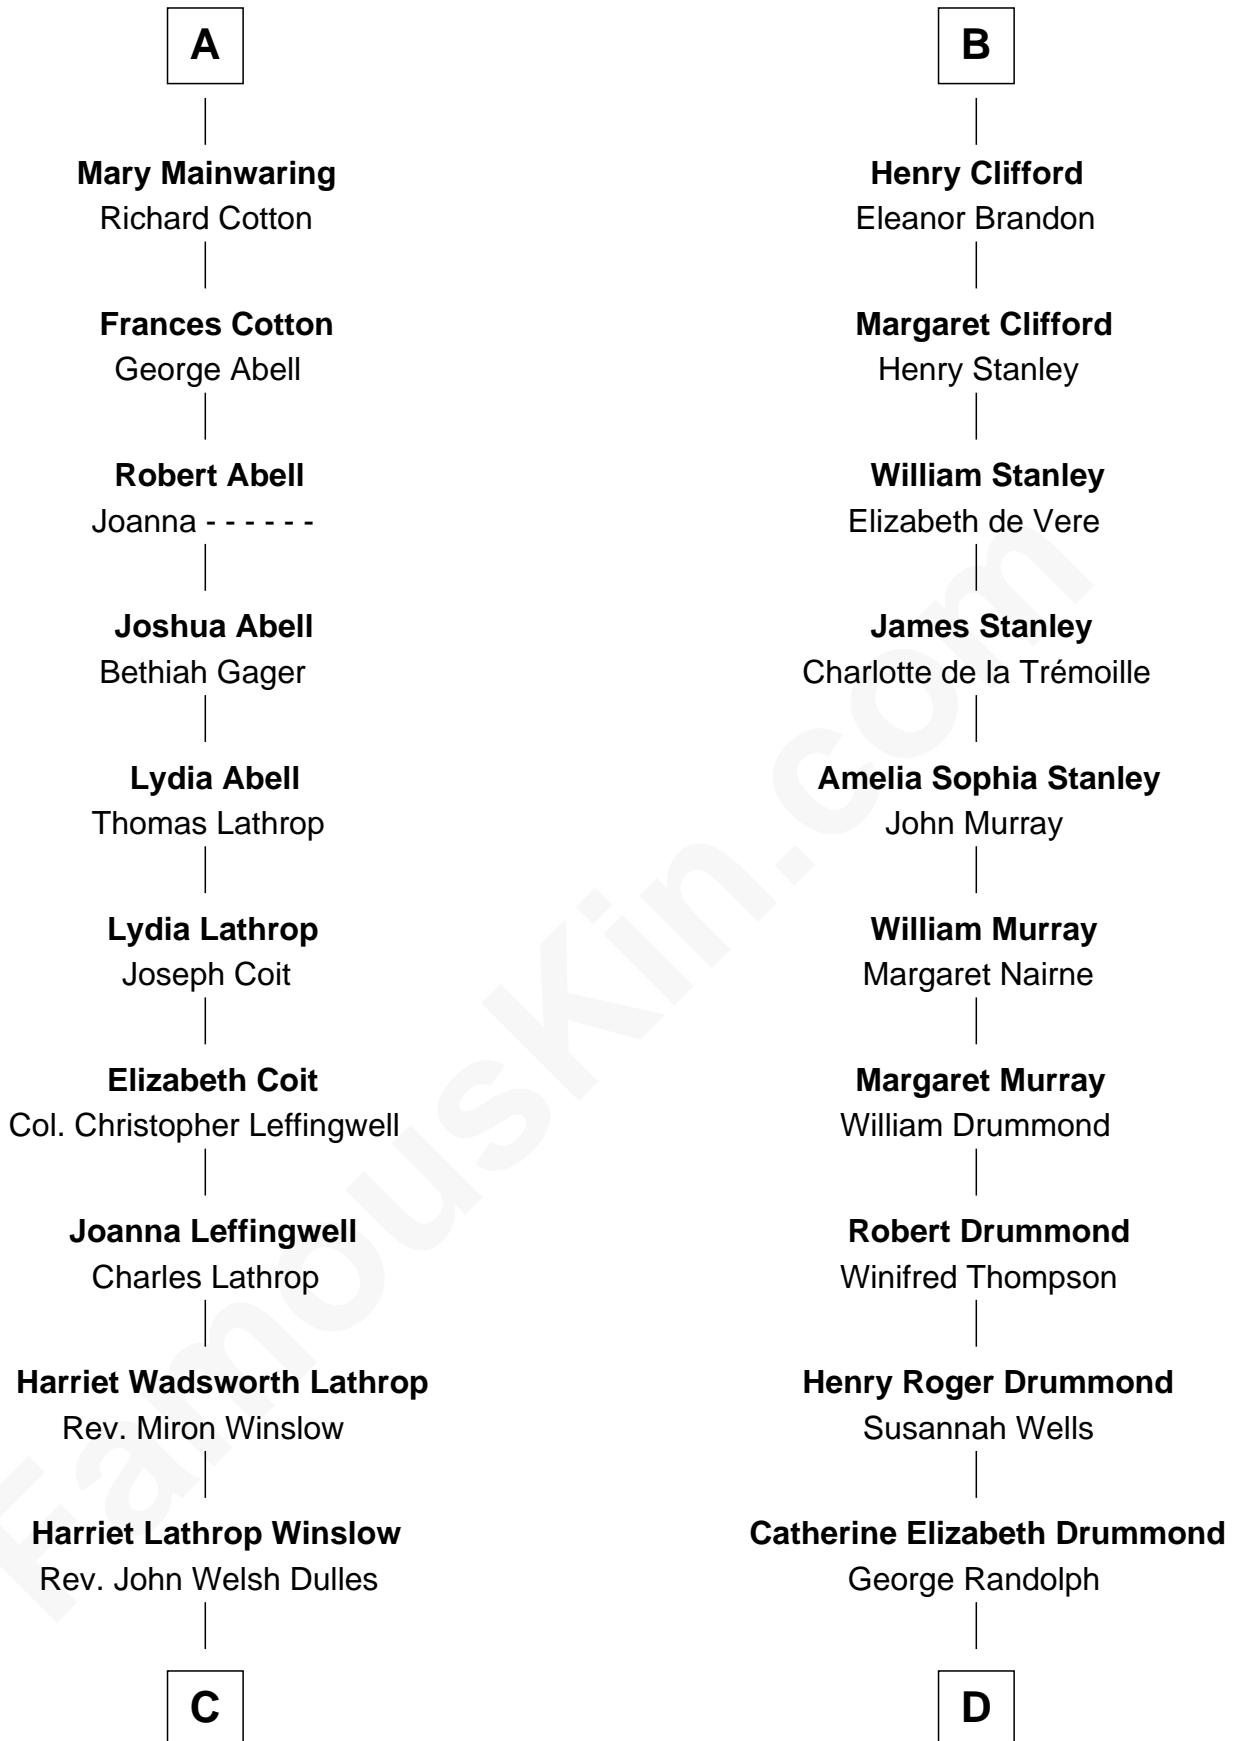 A
Mary Mainwaring
Richard Cotton
Frances Cotton
George Abell
Robert Abell
Joanna - - - - - -
Joshua Abell
Bethiah Gager
Lydia Abell
Thomas Lathrop
Lydia Lathrop
Joseph Coit
Elizabeth Coit
Col. Christopher Leffingwell
Joanna Leffingwell
Charles Lathrop
Harriet Wadsworth Lathrop
Rev. Miron Winslow
Harriet Lathrop Winslow
Rev. John Welsh Dulles
C
B
Henry Clifford
Eleanor Brandon
Margaret Clifford
Henry Stanley
William Stanley
Elizabeth de Vere
James Stanley
Charlotte de la Trémoille
Amelia Sophia Stanley
John Murray
William Murray
Margaret Nairne
Margaret Murray
William Drummond
Robert Drummond
Winifred Thompson
Henry Roger Drummond
Susannah Wells
Catherine Elizabeth Drummond
George Randolph
D
FamousKin.com